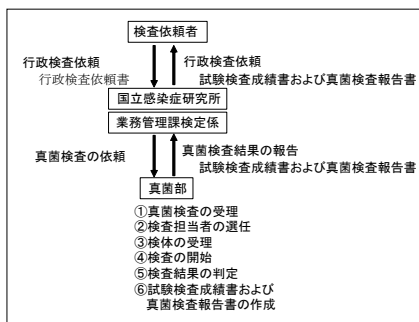 検査依頼者
行政検査依頼
行政検査依頼書
行政検査依頼
試験検査成績書および真菌検査報告書
国立感染症研究所
業務管理課検定係
真菌検査の依頼
真菌検査結果の報告
試験検査成績書および真菌検査報告書
真菌部
①真菌検査の受理
②検査担当者の選任
③検体の受理
④検査の開始
⑤検査結果の判定
⑥試験検査成績書および
真菌検査報告書の作成